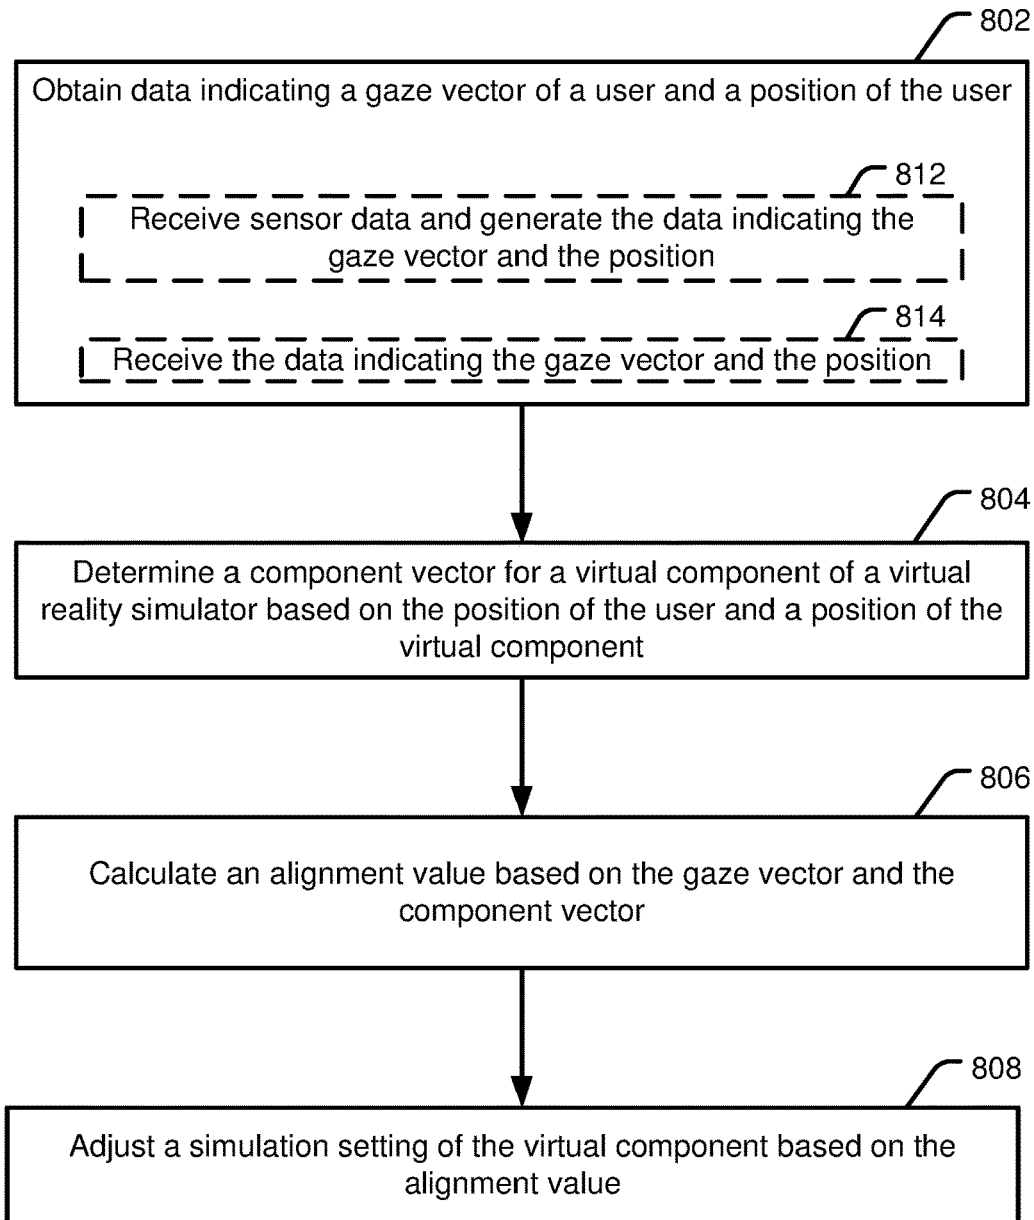 802
Obtain data indicating a gaze vector of a user and a position of the user
812
Receive sensor data and generate the data indicating the
gaze vector and the position
814
Receive the data indicating the gaze vector and the position
804
Determine a component vector for a virtual component of a virtual
reality simulator based on the position of the user and a position of the
virtual component
806
Calculate an alignment value based on the gaze vector and the
component vector
808
Adjust a simulation setting of the virtual component based on the
alignment value